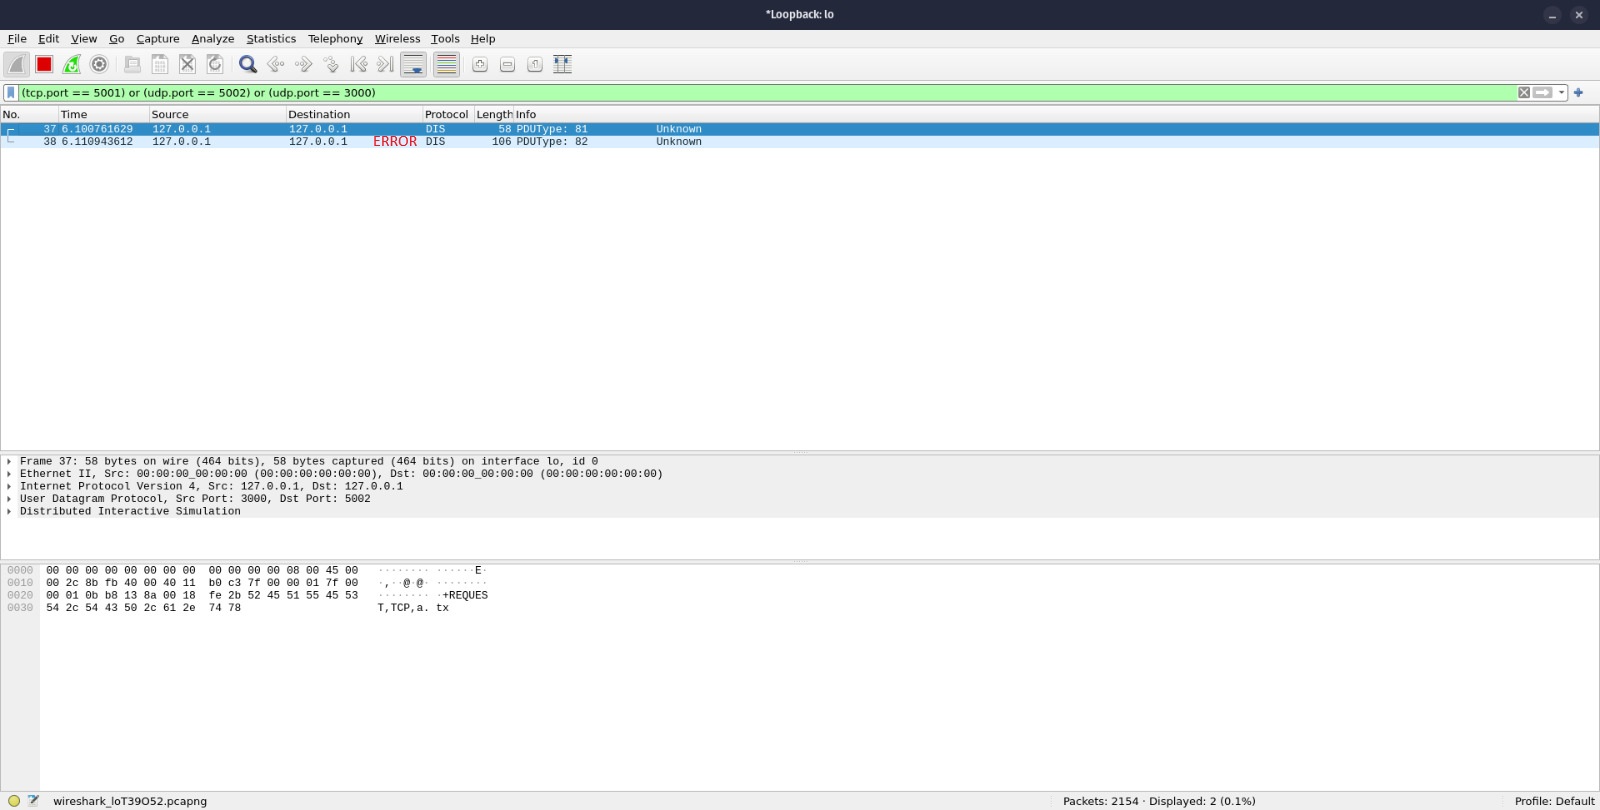 *Loopback: lo
File Edit View Go Capture Analyze Statistics Telephony Wireless Tools Help
(tcp.port == 5001) or (udp.port == 5002) or (udp.port == 3000)
No. Time Source Destination Protocol Length Info
37 6.100761629 127.0.0.1 127.0.0.1 DIS 58 PDUType: 81 Unknown
38 6.110943612 127.0.0.1 127.0.0.1 ERROR DIS 106 PDUType: 82 Unknown
Frame 37: 58 bytes on wire (464 bits), 58 bytes captured (464 bits) on interface lo, id 0
Ethernet II, Src: 00:00:00_00:00:00 (00:00:00:00:00:00), Dst: 00:00:00_00:00:00 (00:00:00:00:00:00)
Internet Protocol Version 4, Src: 127.0.0.1, Dst: 127.0.0.1
User Datagram Protocol, Src Port: 3000, Dst Port: 5002
Distributed Interactive Simulation
0000 00 00 00 00 00 00 00 00 00 00 00 00 08 00 45 00 ········ ······E·
0010 00 2c 8b fb 40 00 40 11 b0 c3 7f 00 00 01 7f 00 ·,··@·@· ········
0020 00 01 0b b8 13 8a 00 18 fe 2b 52 45 51 55 45 53 ········ ·+REQUES
0030 54 2c 54 43 50 2c 61 2e 74 78 T,TCP,a. tx
wireshark_loT39O52.pcapng Packets: 2154 · Displayed: 2 (0.1%) Profile: Default